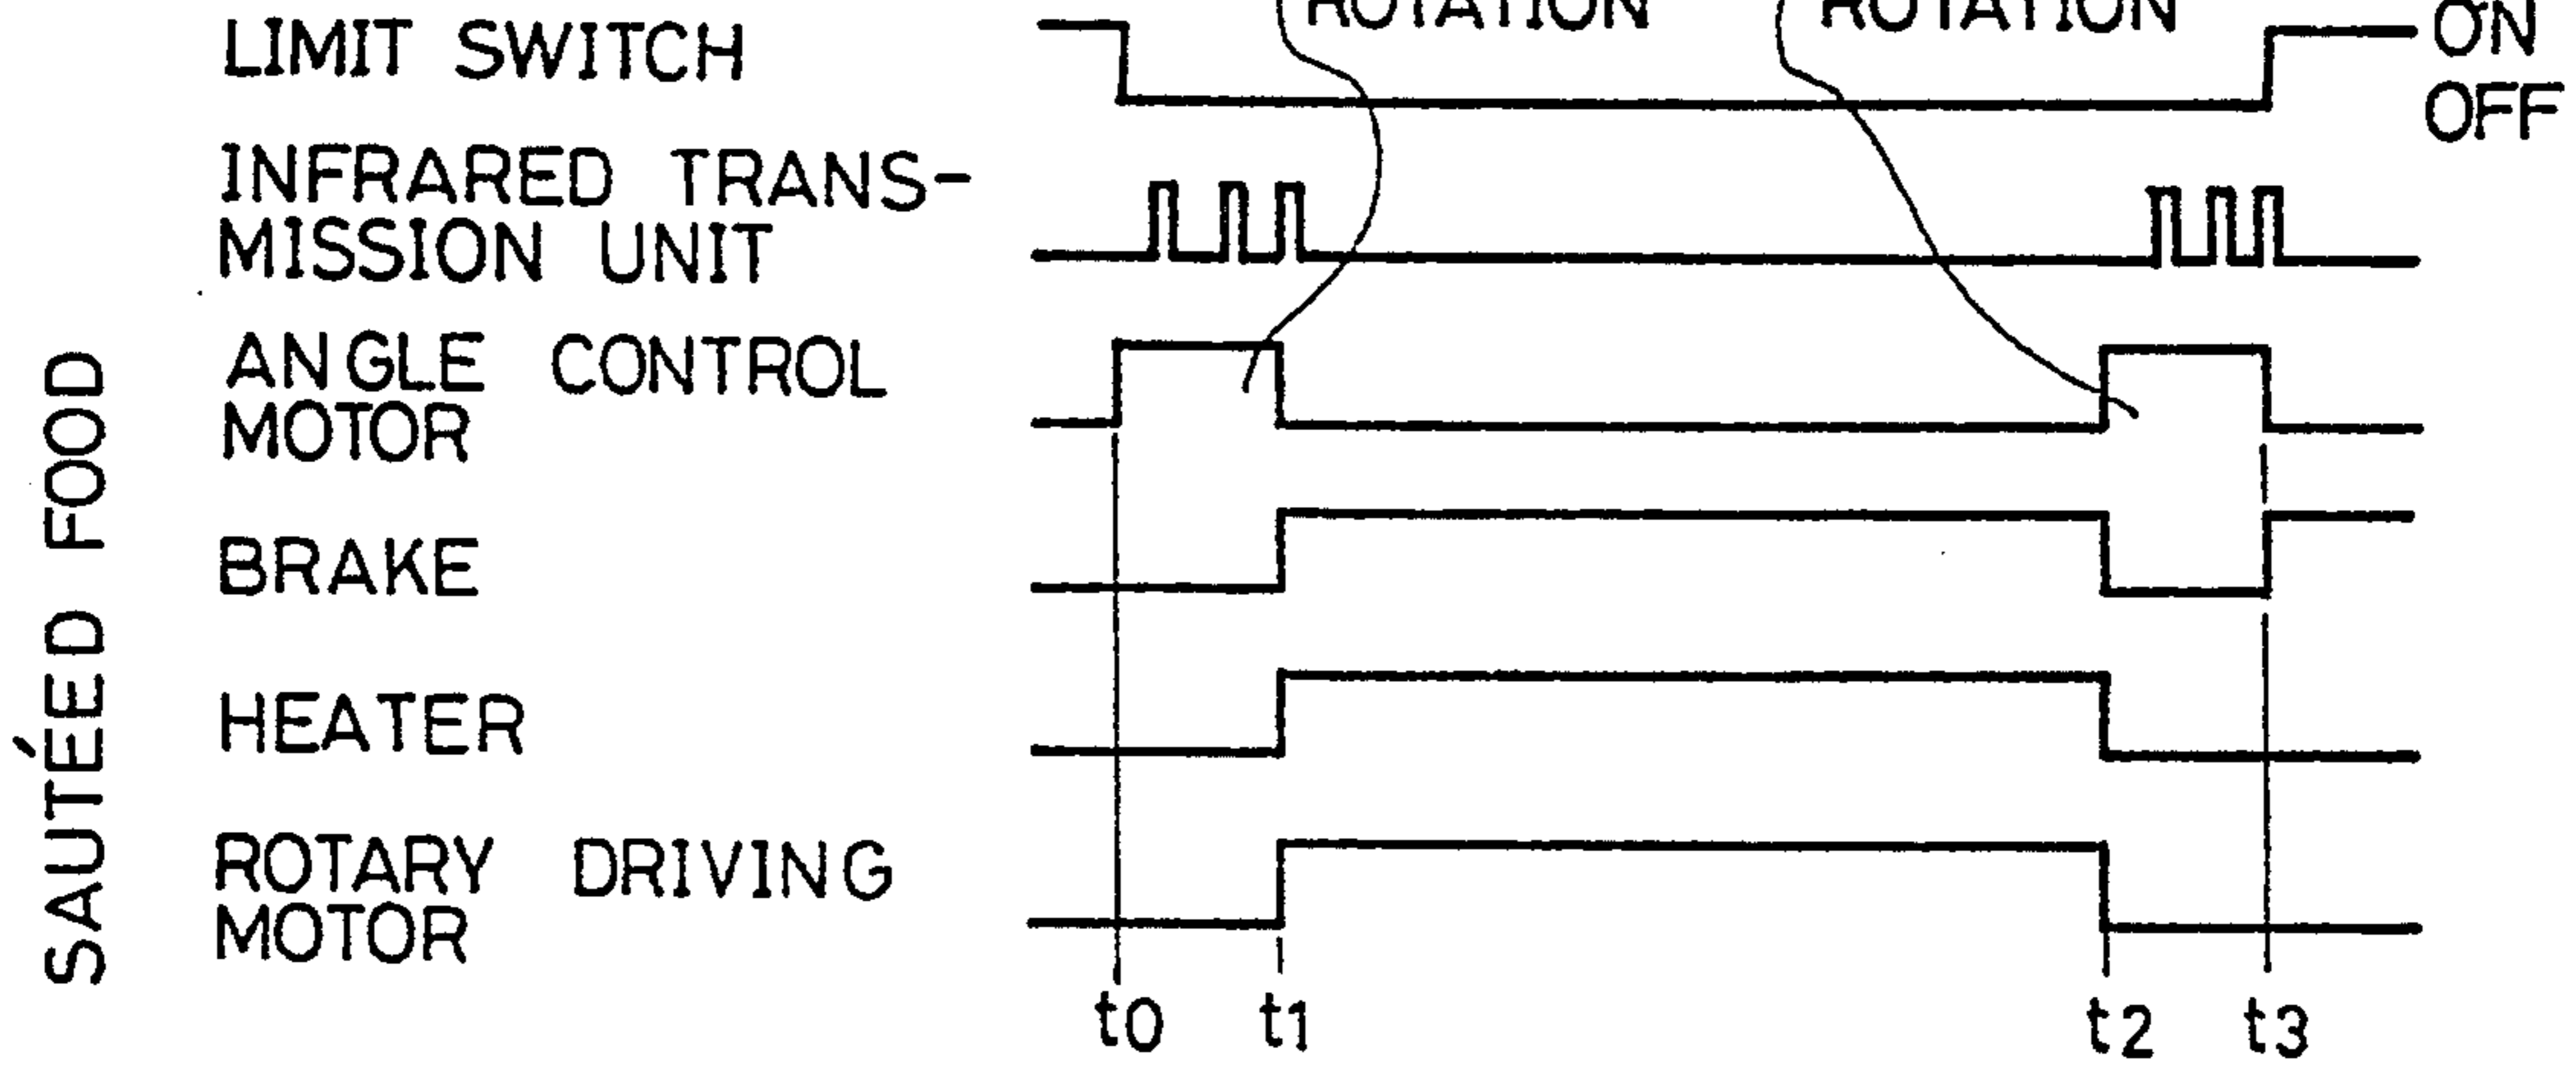 ROTATION ROTATION
LIMIT SWITCH
ON
OFF
INFRARED TRANS-
MISSION UNIT
SAUTÉED FOOD
ANGLE CONTROL
MOTOR
BRAKE
HEATER
ROTARY DRIVING
MOTOR
t0 t1 t2 t3